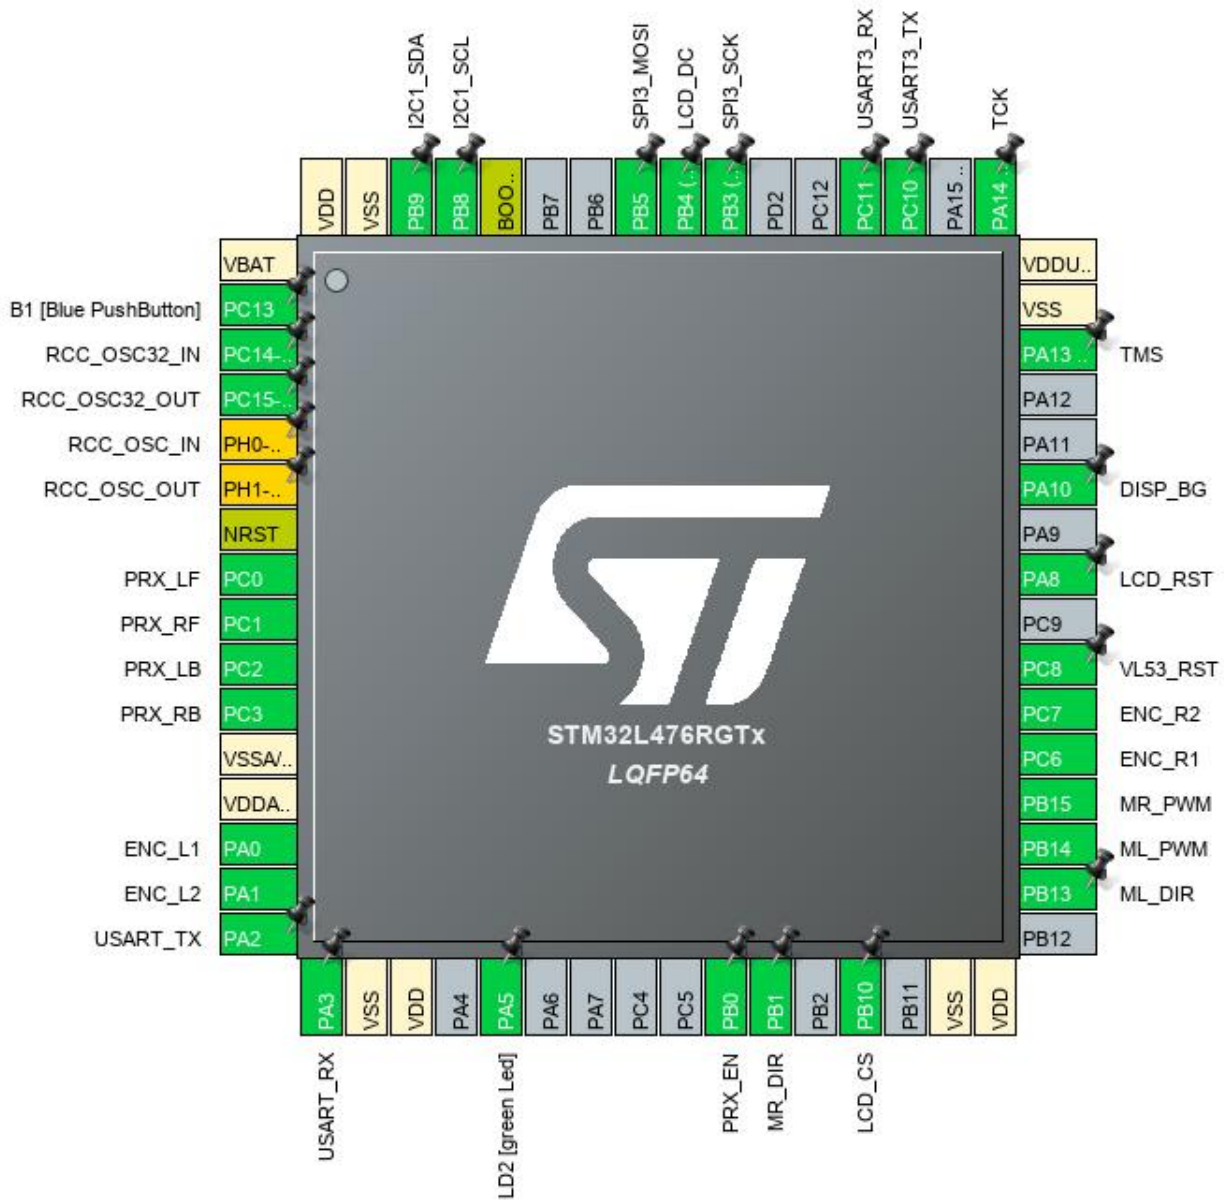 I2C1_SDA
I2C1_SCL
SPI3_MOSI
LCD_DC
SPI3_SCK
USART3_RX
USART3_TX
TCK
VDD
VSS
PB9
PB8
BOO..
PB7
PB6
PB5
PB4 (..
PB3 (..
PD2
PC12
PC11
PC10
PA15 ..
PA14 ..
VBAT
B1 [Blue PushButton] PC13
RCC_OSC32_IN PC14-..
RCC_OSC32_OUT PC15-..
RCC_OSC_IN PH0-..
RCC_OSC_OUT PH1-..
NRST
PRX_LF PC0
PRX_RF PC1
PRX_LB PC2
PRX_RB PC3
VSSA/..
VDDA..
ENC_L1 PA0
ENC_L2 PA1
USART_TX PA2
STM32L476RGTx
LQFP64
VDDU..
VSS
PA13 .. TMS
PA12
PA11
PA10 DISP_BG
PA9
PA8 LCD_RST
PC9
PC8 VL53_RST
PC7 ENC_R2
PC6 ENC_R1
PB15 MR_PWM
PB14 ML_PWM
PB13 ML_DIR
PB12
PA3
VSS
VDD
PA4
PA5
PA6
PA7
PC4
PC5
PB0
PB1
PB2
PB10
PB11
VSS
VDD
USART_RX
LD2 [green Led]
PRX_EN
MR_DIR
LCD_CS